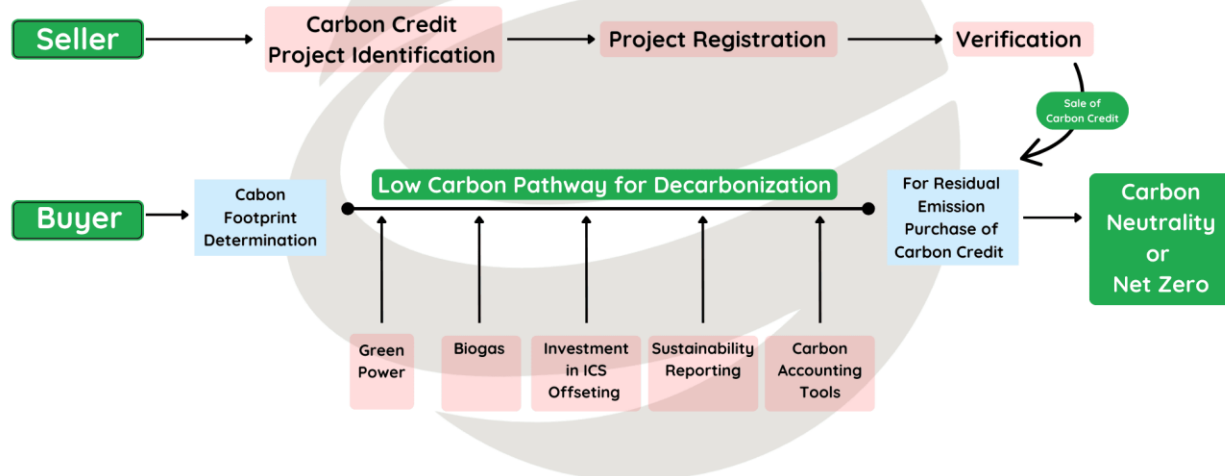 Seller
Carbon Credit
Project Identification
Project Registration
Verification
Sale of
Carbon Credit
Buyer
Cabon
Footprint
Determination
Low Carbon Pathway for Decarbonization
For Residual
Emission
Purchase of
Carbon Credit
Carbon
Neutrality
or
Net Zero
Green
Power
Biogas
Investment
in ICS
Offseting
Sustainability
Reporting
Carbon
Accounting
Tools